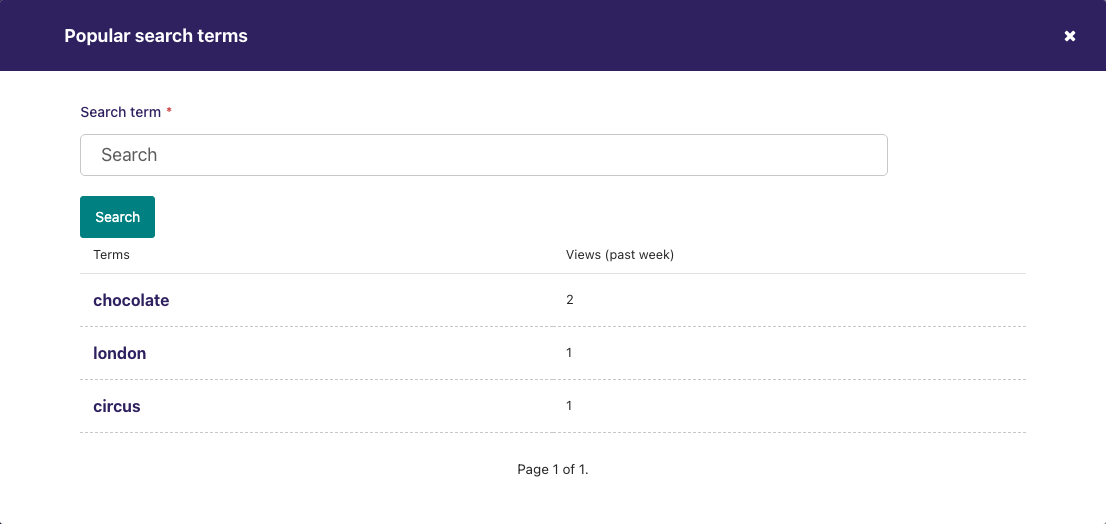 Popular search terms
Search term *
Search
Search
Terms Views (past week)
chocolate 2
london 1
circus 1
Page 1 of 1.